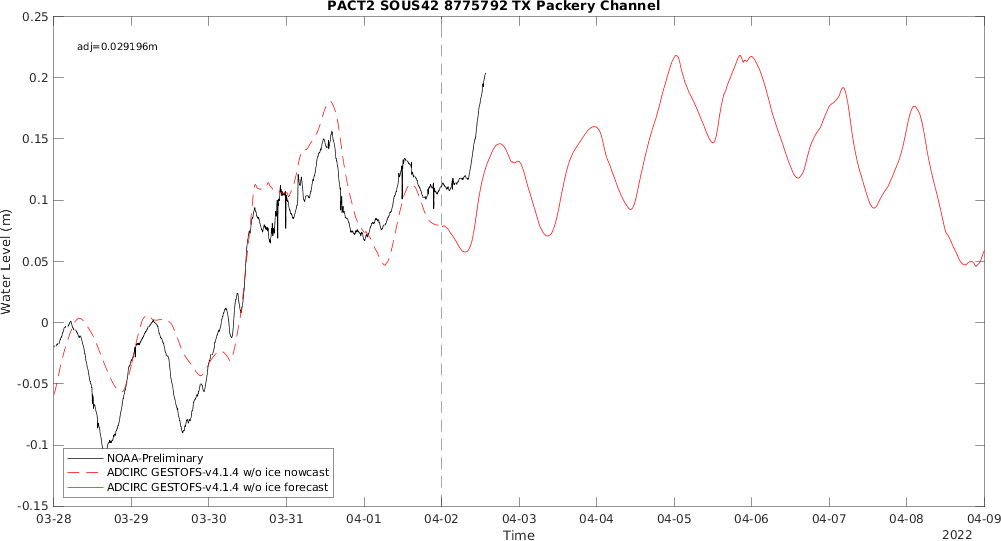 PACT2 SOUS42 8775792 TX Packery Channel
adj=0.029196m
Water Level (m)
0.25
0.2
0.15
0.1
0.05
0
-0.05
-0.1
-0.15
NOAA-Preliminary
ADCIRC GESTOFS-v4.1.4 w/o ice nowcast
ADCIRC GESTOFS-v4.1.4 w/o ice forecast
03-28 03-29 03-30 03-31 04-01 04-02 04-03 04-04 04-05 04-06 04-07 04-08 04-09
Time
2022